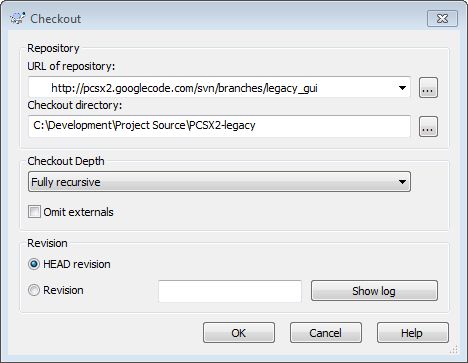 Checkout
Repository
URL of repository:
http://pcsx2.googlecode.com/svn/branches/legacy_gui
...
Checkout directory:
C:\Development\Project Source\PCSX2-legacy
...
Checkout Depth
Fully recursive
Omit externals
Revision
HEAD revision
Revision
Show log
OK
Cancel
Help